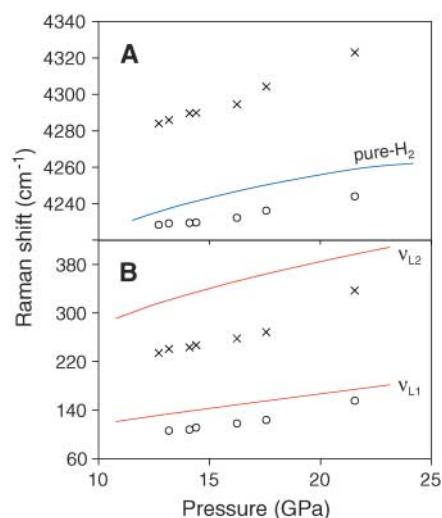 4340
4320
A
4300
4280
pure-H₂
4260
4240
Raman shift (cm⁻¹)
B
380
νL2
300
220
νL1
140
60
10 15 20 25
Pressure (GPa)